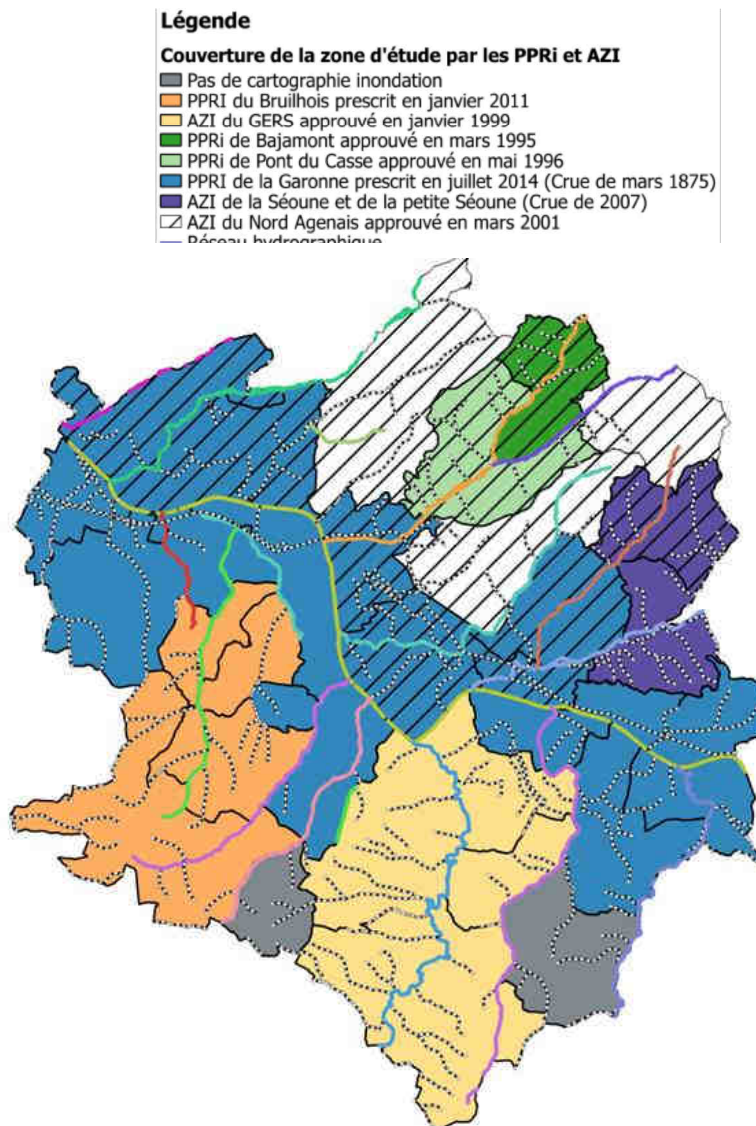 Légende
Couverture de la zone d'étude par les PPRi et AZI
Pas de cartographie inondation
PPRI du Bruilhois prescrit en janvier 2011
AZI du GERS approuvé en janvier 1999
PPRi de Bajamont approuvé en mars 1995
PPRi de Pont du Casse approuvé en mai 1996
PPRI de la Garonne prescrit en juillet 2014 (Crue de mars 1875)
AZI de la Séoune et de la petite Séoune (Crue de 2007)
AZI du Nord Agenais approuvé en mars 2001
Réseau hydrographique